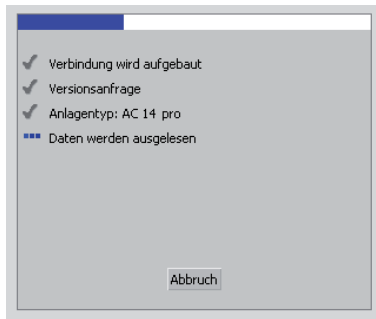 Verbindung wird aufgebaut
Versionsanfrage
Anlagentyp: AC 14 pro
Daten werden ausgelesen
Abbruch